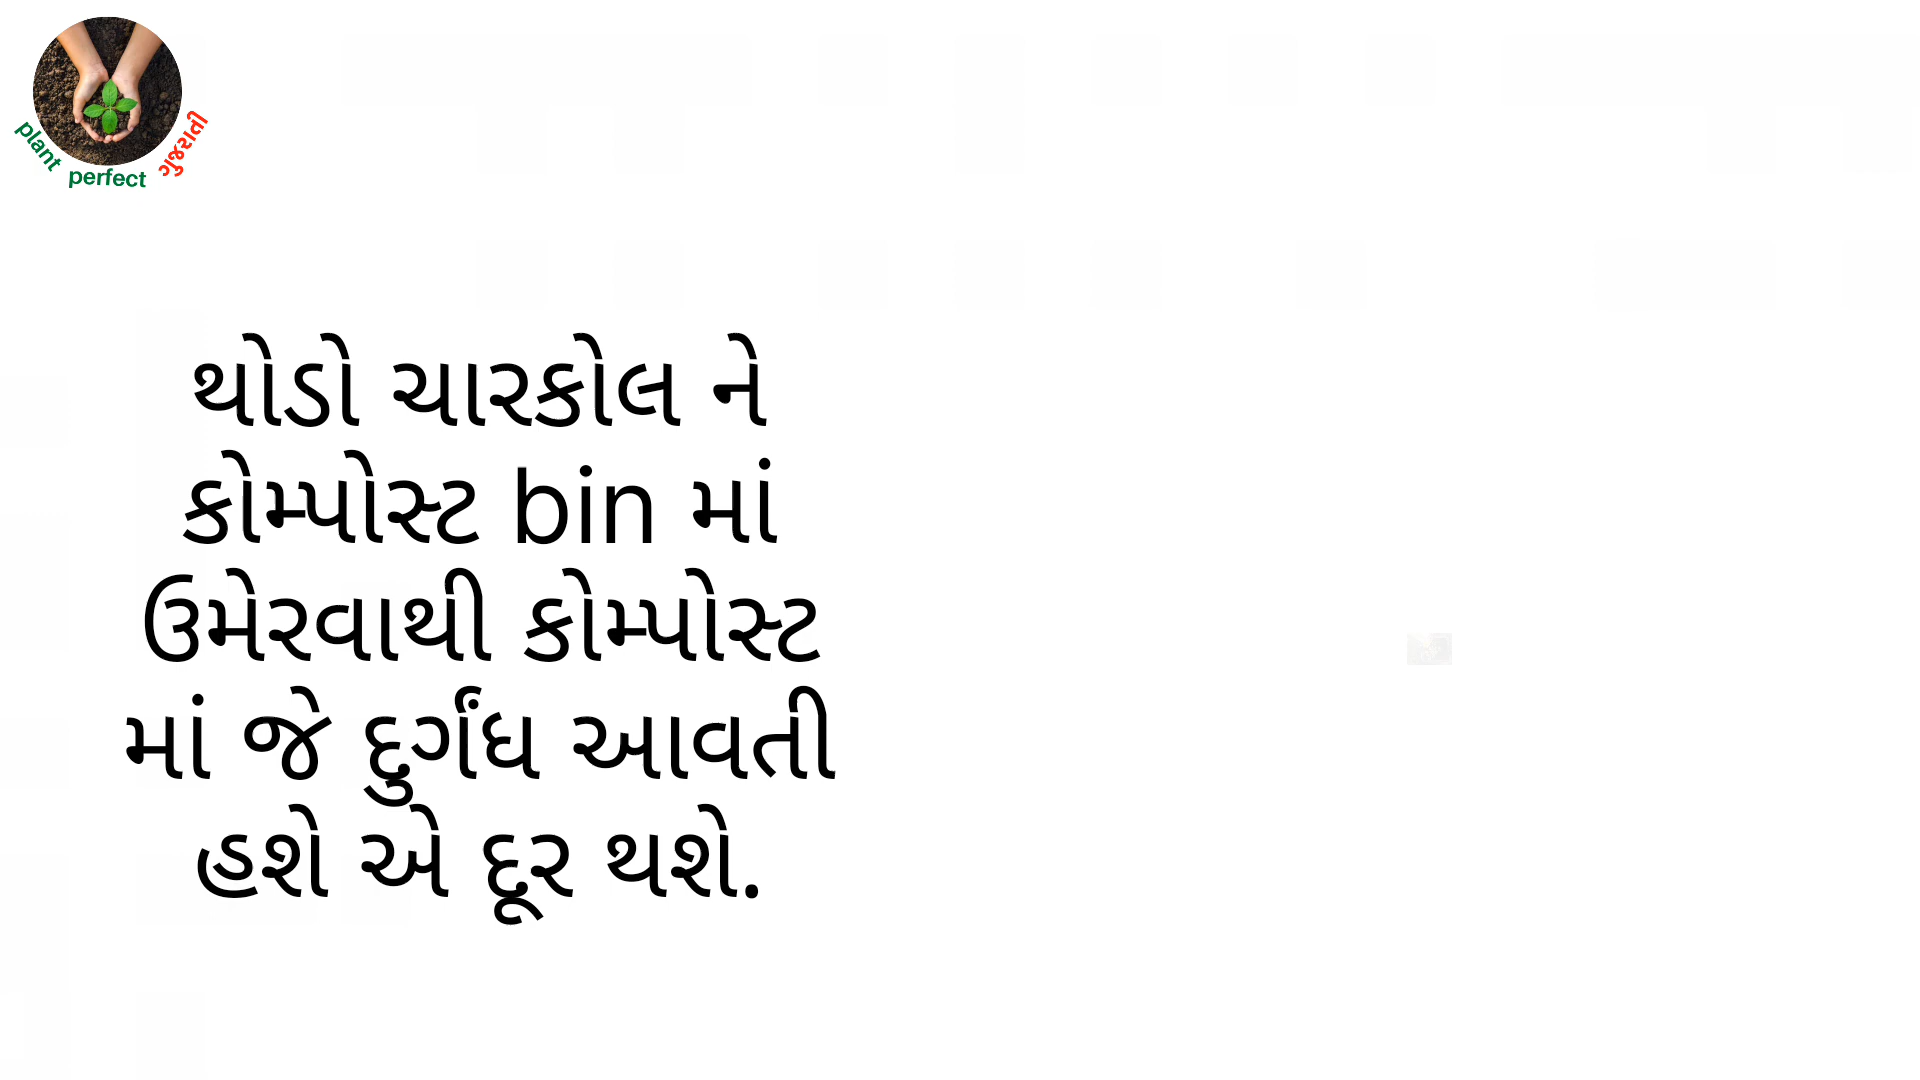 plant perfect ગુજરાતી
થોડો ચારકોલ ને
કોમ્પોસ્ટ bin માં
ઉમેરવાથી કોમ્પોસ્ટ
માં જે દુર્ગંધ આવતી
હશે એ દૂર થશે.